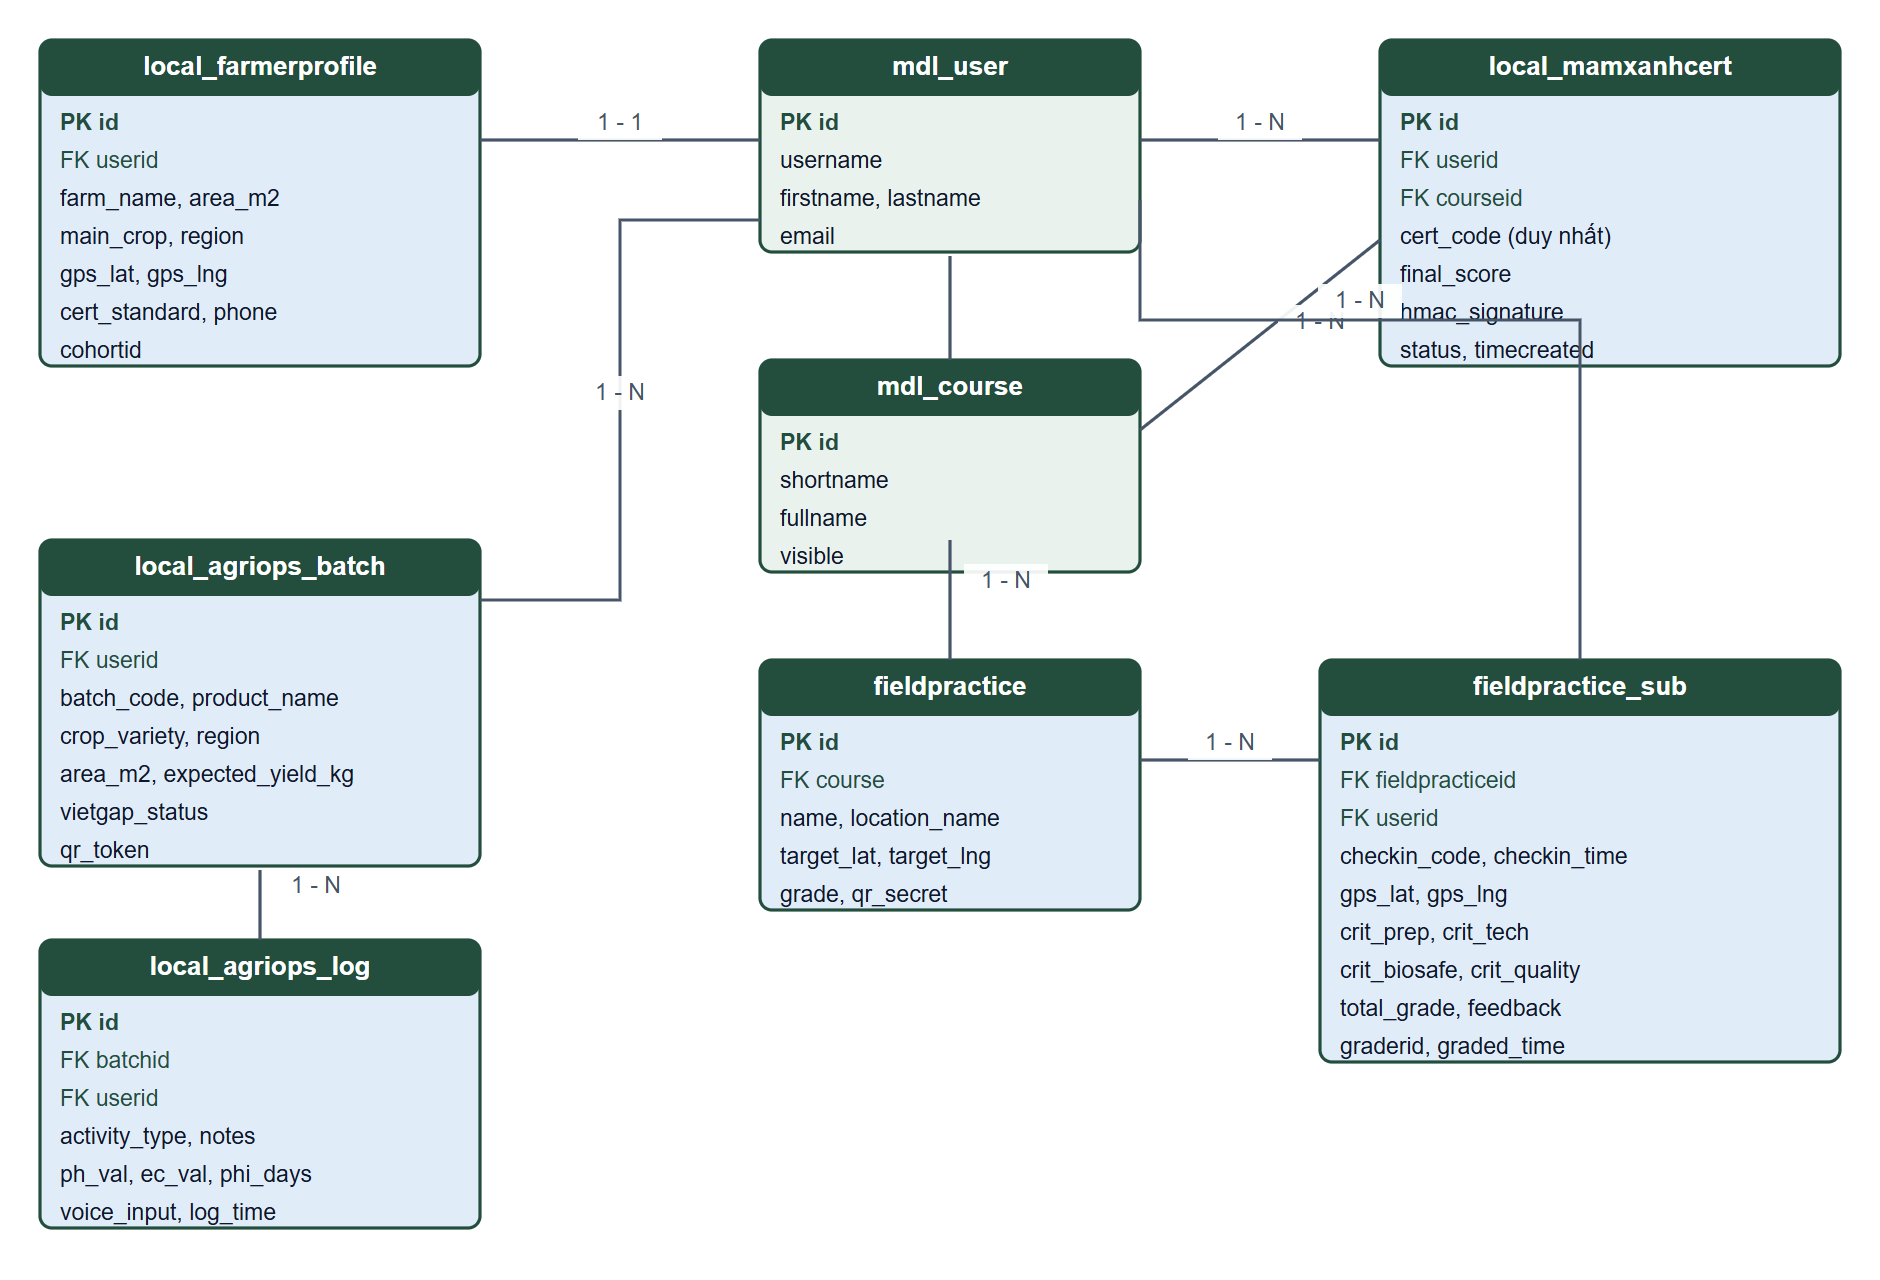 local_farmerprofile
PK id
FK userid
farm_name, area_m2
main_crop, region
gps_lat, gps_lng
cert_standard, phone
cohortid
1 - 1
mdl_user
PK id
username
firstname, lastname
email
1 - N
local_mamxanhcert
PK id
FK userid
FK courseid
cert_code (duy nhất)
final_score
hmac_signature
status, timecreated
1 - N
1 - N
1 - N
mdl_course
PK id
shortname
fullname
visible
1 - N
local_agriops_batch
PK id
FK userid
batch_code, product_name
crop_variety, region
area_m2, expected_yield_kg
vietgap_status
qr_token
1 - N
fieldpractice
PK id
FK course
name, location_name
target_lat, target_lng
grade, qr_secret
1 - N
fieldpractice_sub
PK id
FK fieldpracticeid
FK userid
checkin_code, checkin_time
gps_lat, gps_lng
crit_prep, crit_tech
crit_biosafe, crit_quality
total_grade, feedback
graderid, graded_time
local_agriops_log
PK id
FK batchid
FK userid
activity_type, notes
ph_val, ec_val, phi_days
voice_input, log_time